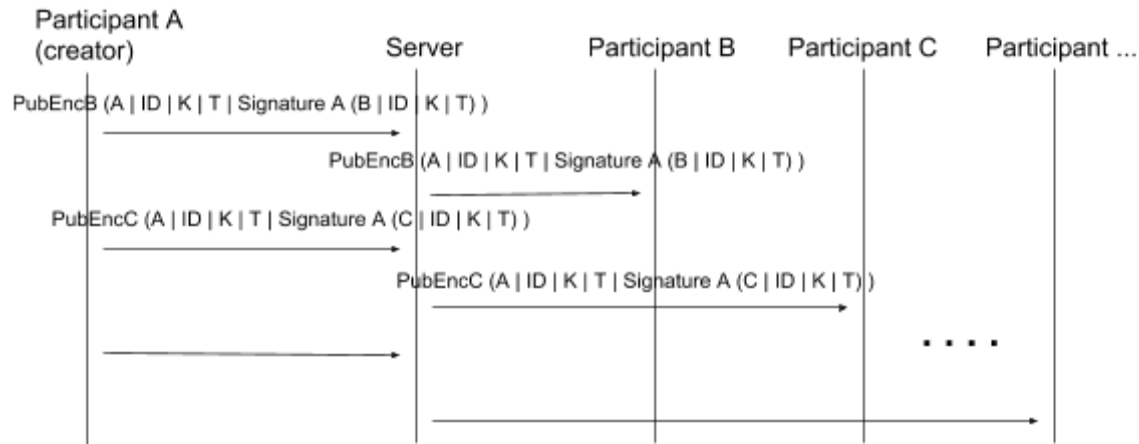 Participant A
(creator)
Server
Participant B
Participant C
Participant ...
PubEncB (A | ID | K | T | Signature A (B | ID | K | T) )
PubEncB (A | ID | K | T | Signature A (B | ID | K | T) )
PubEncC (A | ID | K | T | Signature A (C | ID | K | T) )
PubEncC (A | ID | K | T | Signature A (C | ID | K | T) )
. . . .